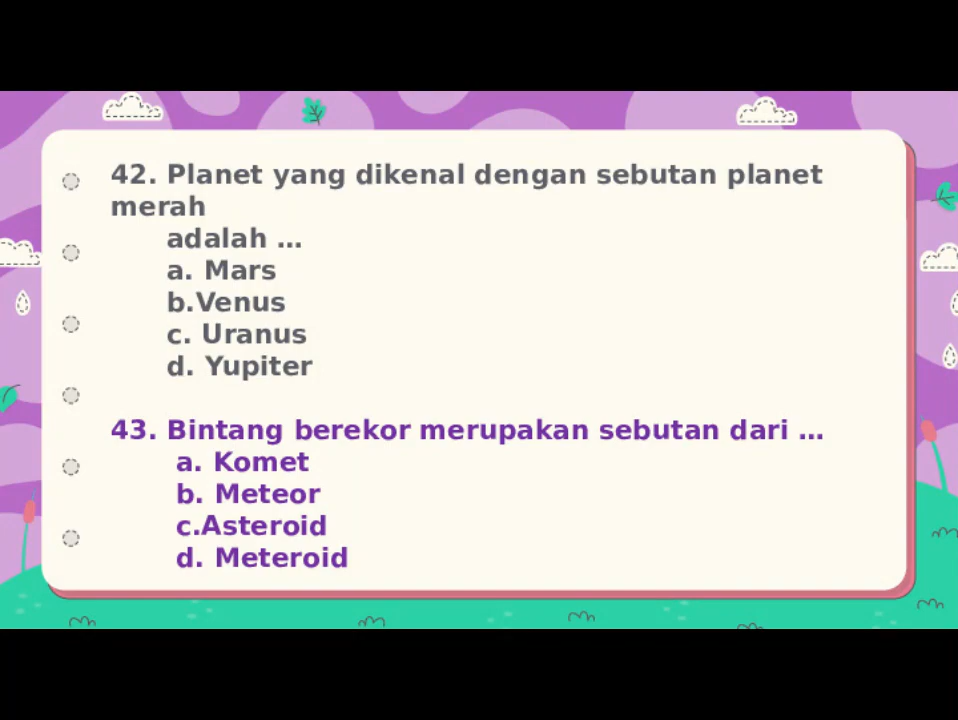 42. Planet yang dikenal dengan sebutan planet
merah
adalah ...
a. Mars
b.Venus
c. Uranus
d. Yupiter
43. Bintang berekor merupakan sebutan dari ...
a. Komet
b. Meteor
c.Asteroid
d. Meteroid